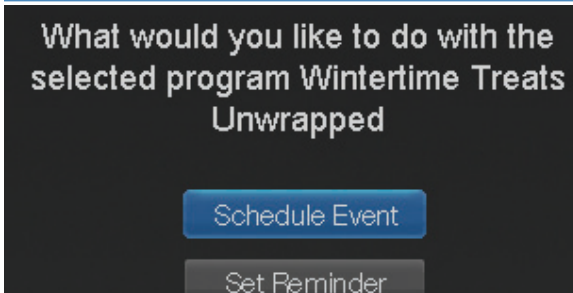 What would you like to do with the
selected program Wintertime Treats
Unwrapped
Schedule Event
Set Reminder